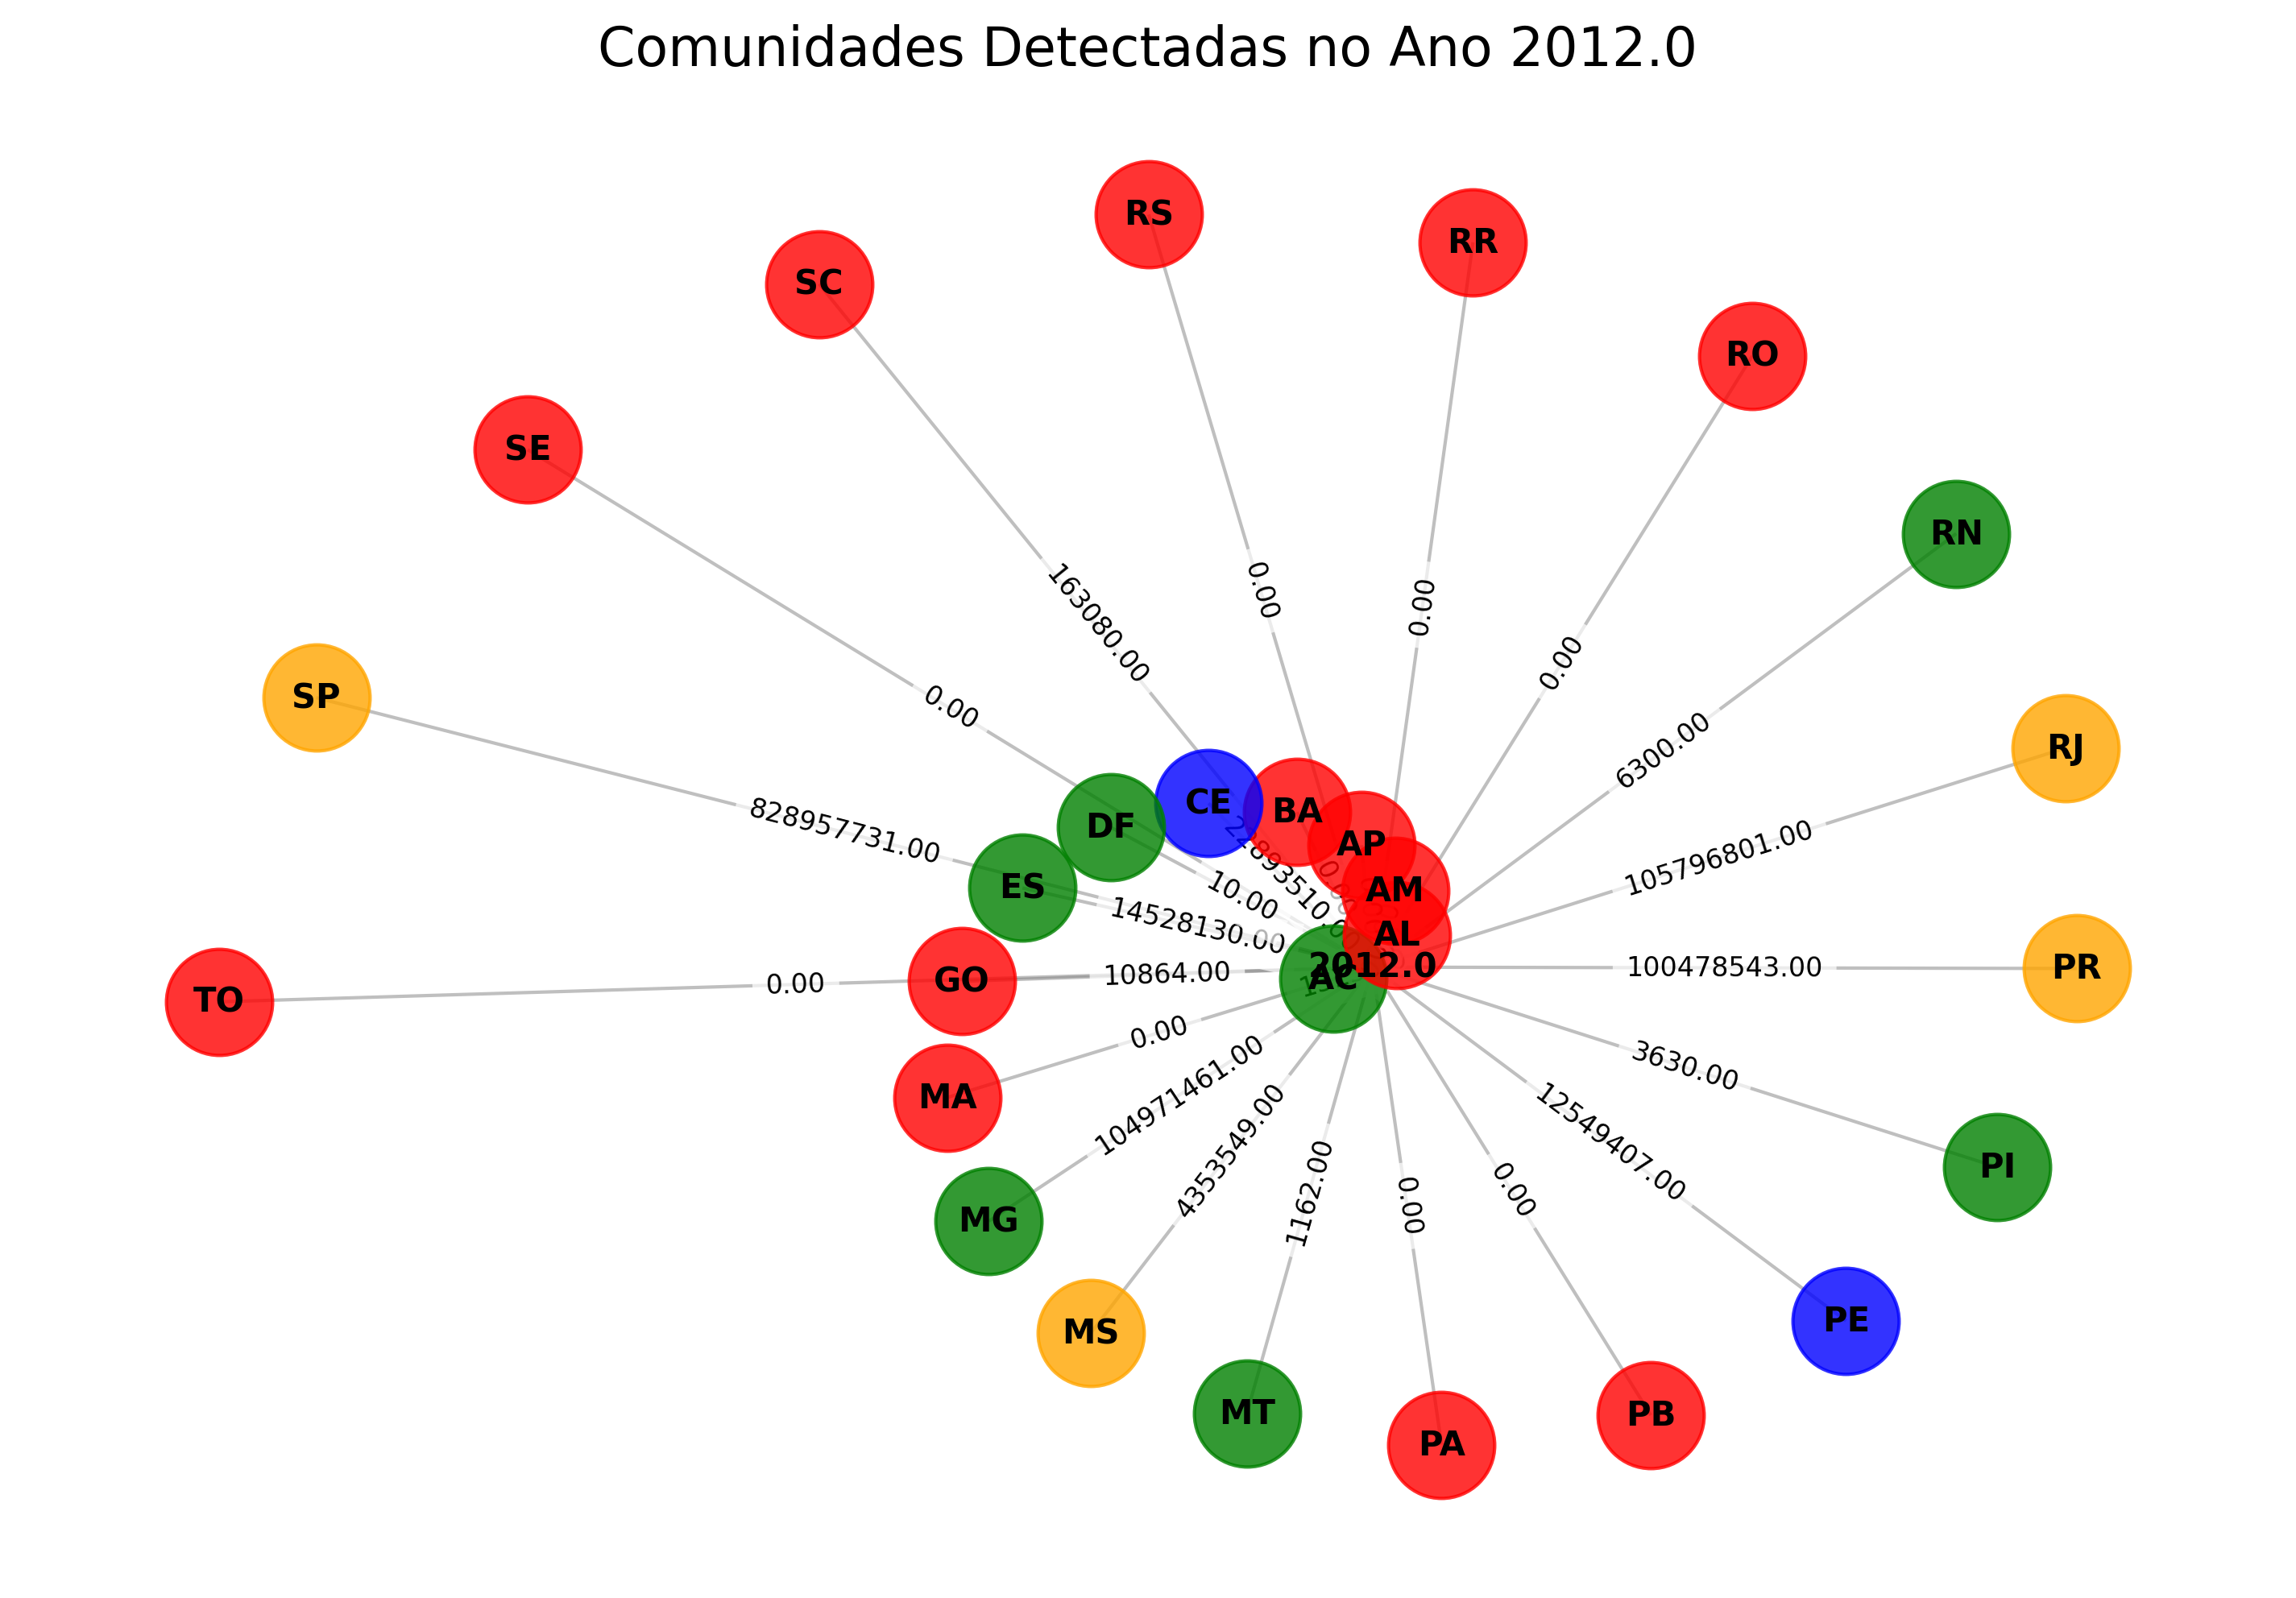 Comunidades Detectadas no Ano 2012.0
RS
RR
SC
RO
SE
RN
0.00
0.00
163080.00
0.00
SP
0.00
6300.00
RJ
CE
BA
DF
828957731.00
AP
105796801.00
ES
10.00
AM
14528130.00
AL
2012.0
AC
GO
10864.00
100478543.00
PR
TO
0.00
0.00
MA
104971461.00
3630.00
4353549.00
12549407.00
PI
1162.00
0.00
0.00
MG
MS
PE
MT
PA
PB